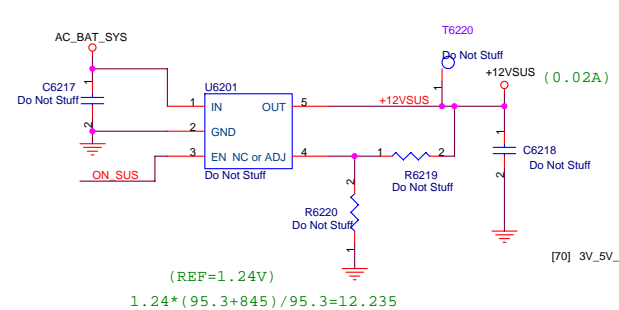 T6220
AC_BAT_SYS
Do Not Stuff
+12VSUS (0.02A)
C6217
Do Not Stuff
1
2
U6201
1 IN OUT 5
+12VSUS
1
2 GND
3 EN NC or ADJ 4
Do Not Stuff
ON_SUS
1 2
R6219
Do Not Stuff
1
2
C6218
Do Not Stuff
2
1
R6220
Do Not Stuff
[70] 3V_5V_
(REF=1.24V)
1.24*(95.3+845)/95.3=12.235